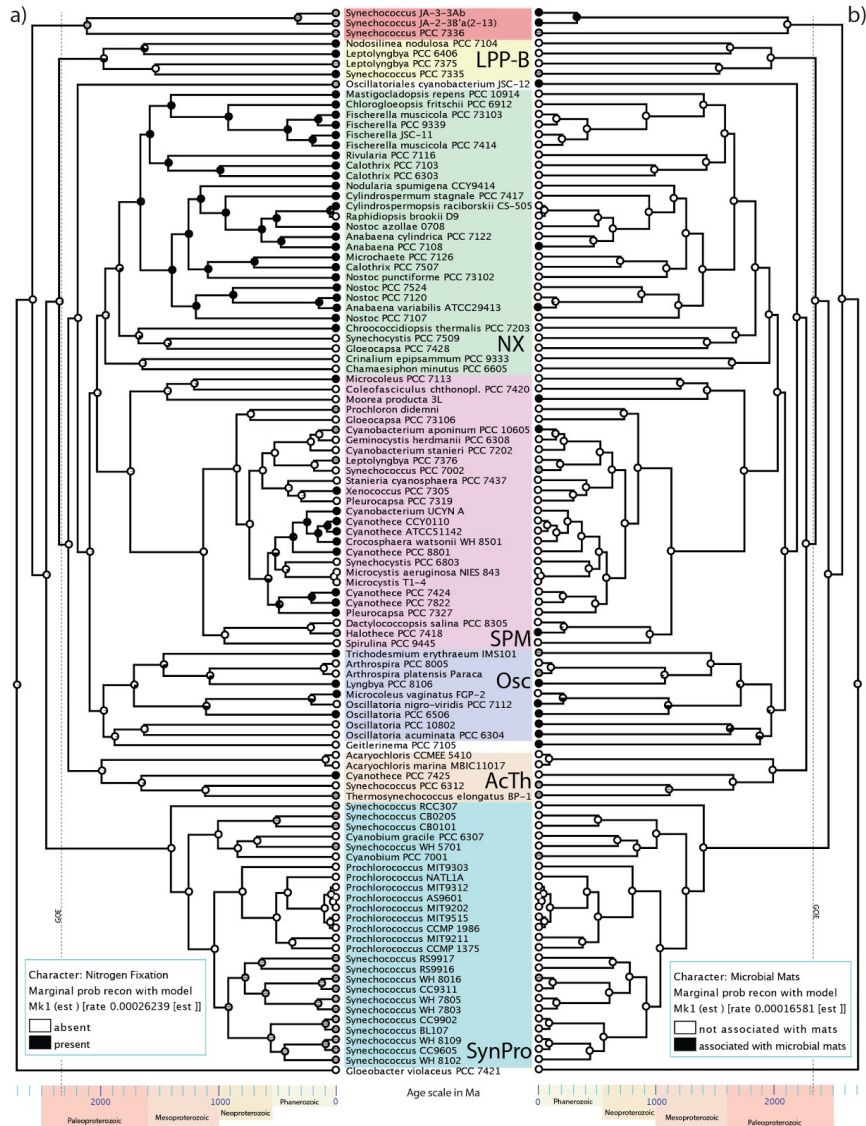 a)
b)
Synechococcus JA-3-3Ab
Synechococcus JA-2-3B'a(2-13)
Synechococcus PCC 7336
Nodosilinea nodulosa PCC 7104
Leptolyngbya PCC 6406
Leptolyngbya PCC 7375
Synechococcus PCC 7335
LPP-B
Oscillatoriales cyanobacterium JSC-12
Mastigocladopsis repens PCC 10914
Chlorogloeopsis fritschii PCC 6912
Fischerella muscicola PCC 73103
Fischerella PCC 9339
Fischerella JSC-11
Fischerella muscicola PCC 7414
Rivularia PCC 7116
Calothrix PCC 7103
Calothrix PCC 6303
Nodularia spumigena CCY9414
Cylindrospermum stagnale PCC 7417
Cylindrospermopsis raciborskii CS-505
Raphidiopsis brookii D9
Nostoc azollae 0708
Anabaena cylindrica PCC 7122
Anabaena PCC 7108
Microchaete PCC 7126
Calothrix PCC 7507
Nostoc punctiforme PCC 73102
Nostoc PCC 7524
Nostoc PCC 7120
Anabaena variabilis ATCC29413
Nostoc PCC 7107
Chroococcidiopsis thermalis PCC 7203
Synechocystis PCC 7509
Gloeocapsa PCC 7428
NX
Crinalium epipsammum PCC 9333
Chamaesiphon minutus PCC 6605
Microcoleus PCC 7113
Coleofasciculus chthonopl. PCC 7420
Moorea producta 3L
Prochloron didemni
Gloeocapsa PCC 73106
Cyanobacterium aponinum PCC 10605
Geminocystis herdmanii PCC 6308
Cyanobacterium stanieri PCC 7202
Leptolyngbya PCC 7376
Synechococcus PCC 7002
Stanieria cyanosphaera PCC 7437
Xenococcus PCC 7305
Pleurocapsa PCC 7319
Cyanobacterium UCYN A
Cyanothece CCY0110
Cyanothece ATCC51142
Crocosphaera watsonii WH 8501
Cyanothece PCC 8801
Synechocystis PCC 6803
Microcystis aeruginosa NIES 843
Microcystis T1-4
Cyanothece PCC 7424
Cyanothece PCC 7822
Pleurocapsa PCC 7327
Dactylococcopsis salina PCC 8305
Halothece PCC 7418
Spirulina PCC 9445
SPM
Trichodesmium erythraeum IMS101
Arthrospira PCC 8005
Arthrospira platensis Paraca
Lyngbya PCC 8106
Osc
Microcoleus vaginatus FGP-2
Oscillatoria nigro-viridis PCC 7112
Oscillatoria PCC 6506
Oscillatoria PCC 10802
Oscillatoria acuminata PCC 6304
Geitlerinema PCC 7105
Acaryochloris CCMEE 5410
Acaryochloris marina MBIC11017
Cyanothece PCC 7425
Synechococcus PCC 6312
Thermosynechococcus elongatus BP-1
AcTh
Synechococcus RCC307
Synechococcus CB0205
Synechococcus CB0101
Cyanobium gracile PCC 6307
Synechococcus WH 5701
Cyanobium PCC 7001
Prochlorococcus MIT9303
Prochlorococcus NATL1A
Prochlorococcus MIT9312
Prochlorococcus AS9601
Prochlorococcus MIT9202
Prochlorococcus MIT9515
Prochlorococcus CCMP 1986
Prochlorococcus MIT9211
Prochlorococcus CCMP 1375
Synechococcus RS9917
Synechococcus RS9916
Synechococcus WH 8016
Synechococcus CC9311
Synechococcus WH 7805
Synechococcus WH 7803
Synechococcus CC9902
Synechococcus BL107
Synechococcus WH 8109
Synechococcus CC9605
Synechococcus WH 8102
SynPro
Gloeobacter violaceus PCC 7421
GOE
GOE
Character: Nitrogen Fixation
Marginal prob recon with model
Mk1 (est ) [rate 0.00026239 [est ]]
absent
present
Character: Microbial Mats
Marginal prob recon with model
Mk1 (est ) [rate 0.00016581 [est ]]
not associated with mats
associated with microbial mats
2000 1000 0 Age scale in Ma 0 1000 2000
Paleoproterozoic Mesoproterozoic Neoproterozoic Phanerozoic
Phanerozoic Neoproterozoic Mesoproterozoic Paleoproterozoic